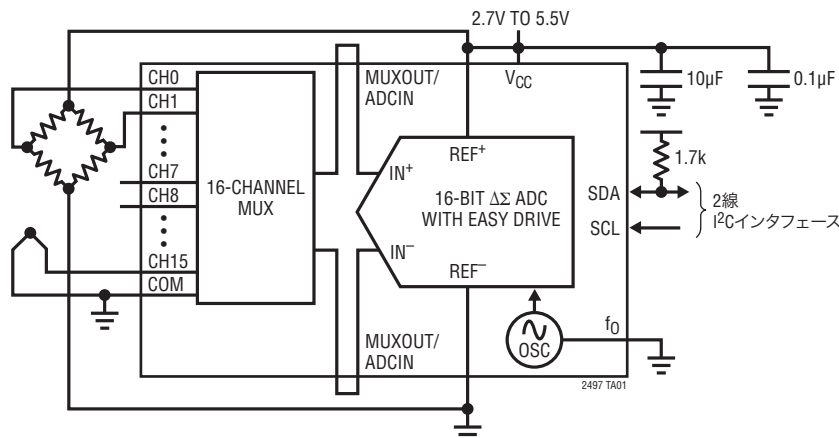 2.7V TO 5.5V
CH0
CH1
CH7
CH8
CH15
COM
16-CHANNEL
MUX
MUXOUT/
ADCIN
VCC
10µF
0.1µF
IN+
REF+
16-BIT ΔΣ ADC
WITH EASY DRIVE
IN−
REF−
1.7k
SDA
SCL
2線
I²Cインタフェース
MUXOUT/
ADCIN
OSC
fO
2497 TA01